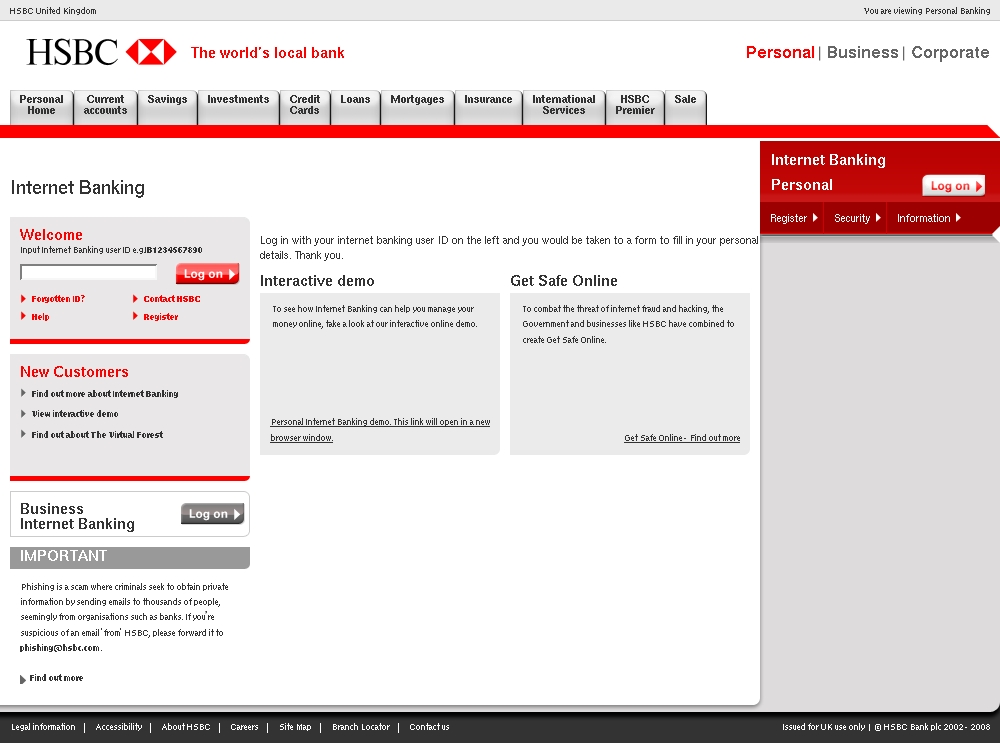 HSBC United Kingdom
You are viewing Personal Banking
HSBC The world's local bank
Personal | Business | Corporate
Personal Home
Current accounts
Savings
Investments
Credit Cards
Loans
Mortgages
Insurance
International Services
HSBC Premier
Sale
Internet Banking
Personal
Log on
Register
Security
Information
Internet Banking
Welcome
Input Internet Banking user ID e.g.IB1234567890
Log on
Forgotten ID?
Contact HSBC
Help
Register
New Customers
Find out more about Internet Banking
View interactive demo
Find out about The Virtual Forest
Business
Internet Banking
Log on
IMPORTANT
Phishing is a scam where criminals seek to obtain private
information by sending emails to thousands of people,
seemingly from organisations such as banks. If you're
suspicious of an email 'from' HSBC, please forward it to
phishing@hsbc.com.
Find out more
Log in with your internet banking user ID on the left and you would be taken to a form to fill in your personal
details. Thank you.
Interactive demo
To see how Internet Banking can help you manage your
money online, take a look at our interactive online demo.
Personal Internet Banking demo. This link will open in a new
browser window.
Get Safe Online
To combat the threat of internet fraud and hacking, the
Government and businesses like HSBC have combined to
create Get Safe Online.
Get Safe Online - Find out more
Legal information | Accessibility | About HSBC | Careers | Site Map | Branch Locator | Contact us
Issued for UK use only | © HSBC Bank plc 2002 - 2008